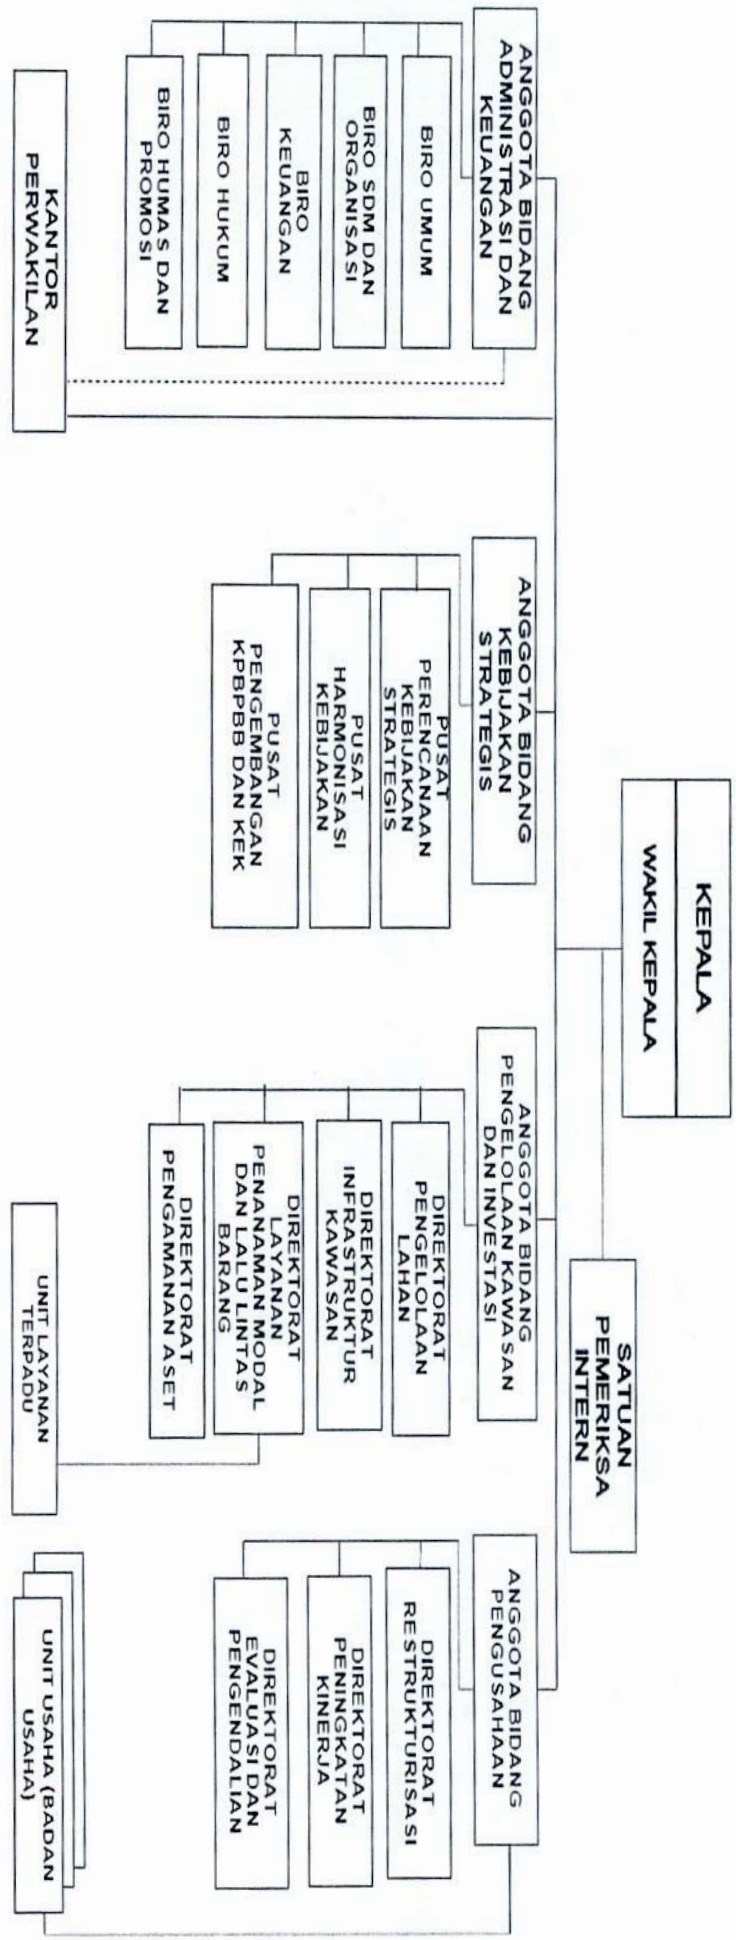 KEPALA
WAKIL KEPALA
SATUAN
PEMERIKSA
INTERN
ANGGOTA BIDANG
ADMINISTRASI DAN
KEUANGAN
BIRO UMUM
BIRO SDM DAN
ORGANISASI
BIRO
KEUANGAN
BIRO HUKUM
BIRO HUMAS DAN
PROMOSI
KANTOR
PERWAKILAN
ANGGOTA BIDANG
KEBIJAKAN
STRATEGIS
PUSAT
PERENCANAAN
KEBIJAKAN
STRATEGIS
PUSAT
HARMONISASI
KEBIJAKAN
PUSAT
PENGEMBANGAN
KPBPBB DAN KEK
ANGGOTA BIDANG
PENGELOLAAN KAWASAN
DAN INVESTASI
DIREKTORAT
PENGELOLAAN
LAHAN
DIREKTORAT
INFRASTRUKTUR
KAWASAN
DIREKTORAT
LAYANAN
PENANAMAN MODAL
DAN LALU LINTAS
BARANG
DIREKTORAT
PENGAMANAN ASET
UNIT LAYANAN
TERPADU
ANGGOTA BIDANG
PENGUSAHAAN
DIREKTORAT
RESTRUKTURISASI
DIREKTORAT
PENINGKATAN
KINERJA
DIREKTORAT
EVALUASI DAN
PENGENDALIAN
UNIT USAHA (BADAN
USAHA)